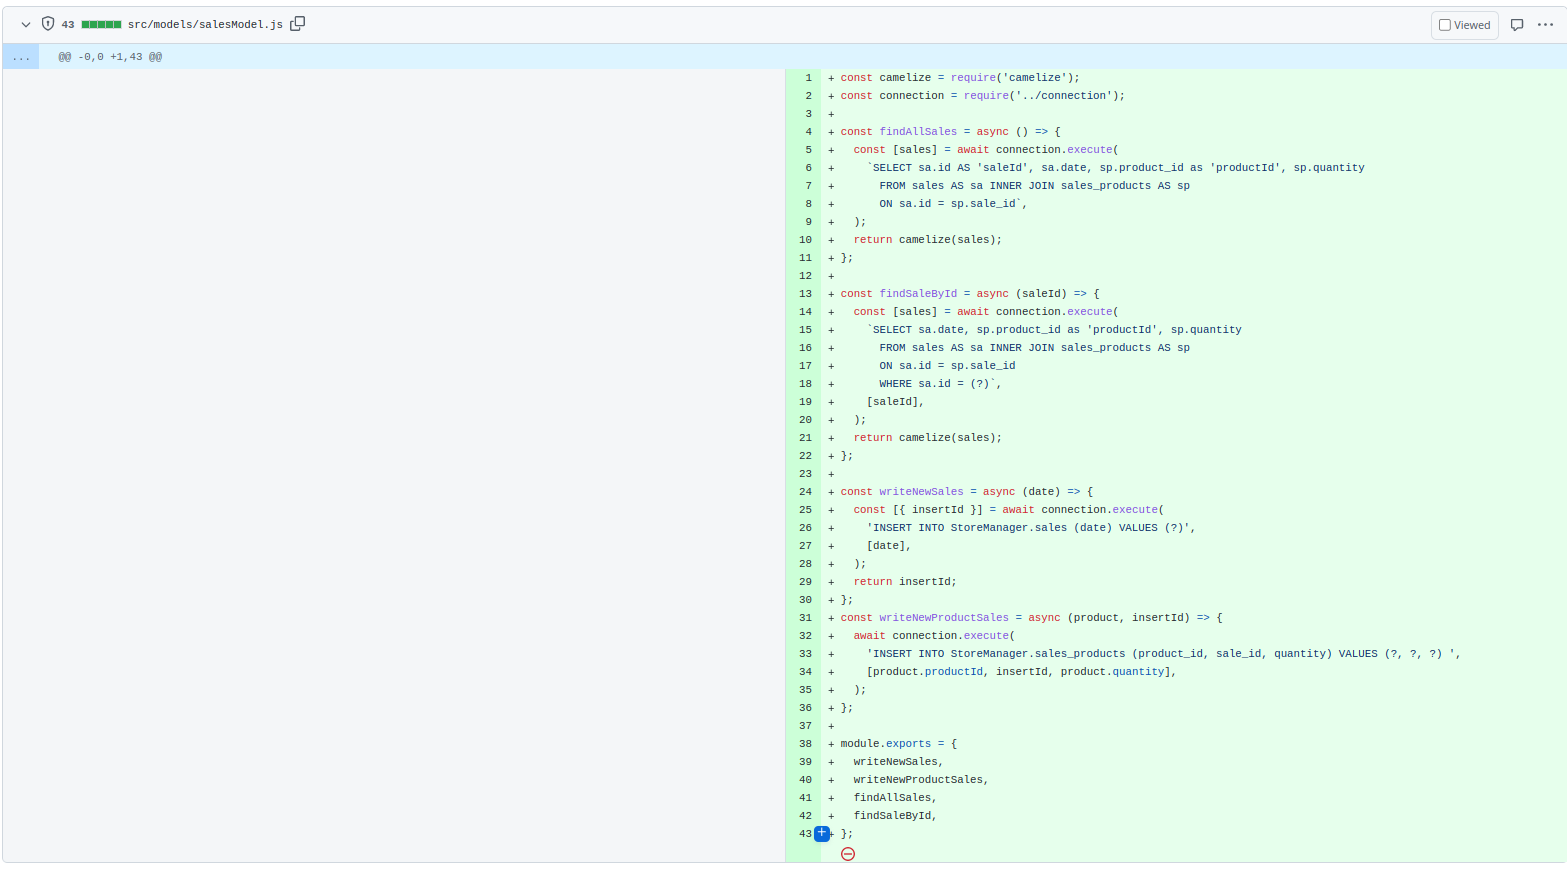 43 src/models/salesModel.js Viewed
... @@ -0,0 +1,43 @@
1 + const camelize = require('camelize');
2 + const connection = require('../connection');
3 +
4 + const findAllSales = async () => {
5 +   const [sales] = await connection.execute(
6 +     `SELECT sa.id AS 'saleId', sa.date, sp.product_id as 'productId', sp.quantity
7 +       FROM sales AS sa INNER JOIN sales_products AS sp
8 +       ON sa.id = sp.sale_id`,
9 +   );
10 +   return camelize(sales);
11 + };
12 +
13 + const findSaleById = async (saleId) => {
14 +   const [sales] = await connection.execute(
15 +     `SELECT sa.date, sp.product_id as 'productId', sp.quantity
16 +       FROM sales AS sa INNER JOIN sales_products AS sp
17 +       ON sa.id = sp.sale_id
18 +       WHERE sa.id = (?)`,
19 +     [saleId],
20 +   );
21 +   return camelize(sales);
22 + };
23 +
24 + const writeNewSales = async (date) => {
25 +   const [{ insertId }] = await connection.execute(
26 +     'INSERT INTO StoreManager.sales (date) VALUES (?)',
27 +     [date],
28 +   );
29 +   return insertId;
30 + };
31 + const writeNewProductSales = async (product, insertId) => {
32 +   await connection.execute(
33 +     'INSERT INTO StoreManager.sales_products (product_id, sale_id, quantity) VALUES (?, ?, ?) ',
34 +     [product.productId, insertId, product.quantity],
35 +   );
36 + };
37 +
38 + module.exports = {
39 +   writeNewSales,
40 +   writeNewProductSales,
41 +   findAllSales,
42 +   findSaleById,
43 + };